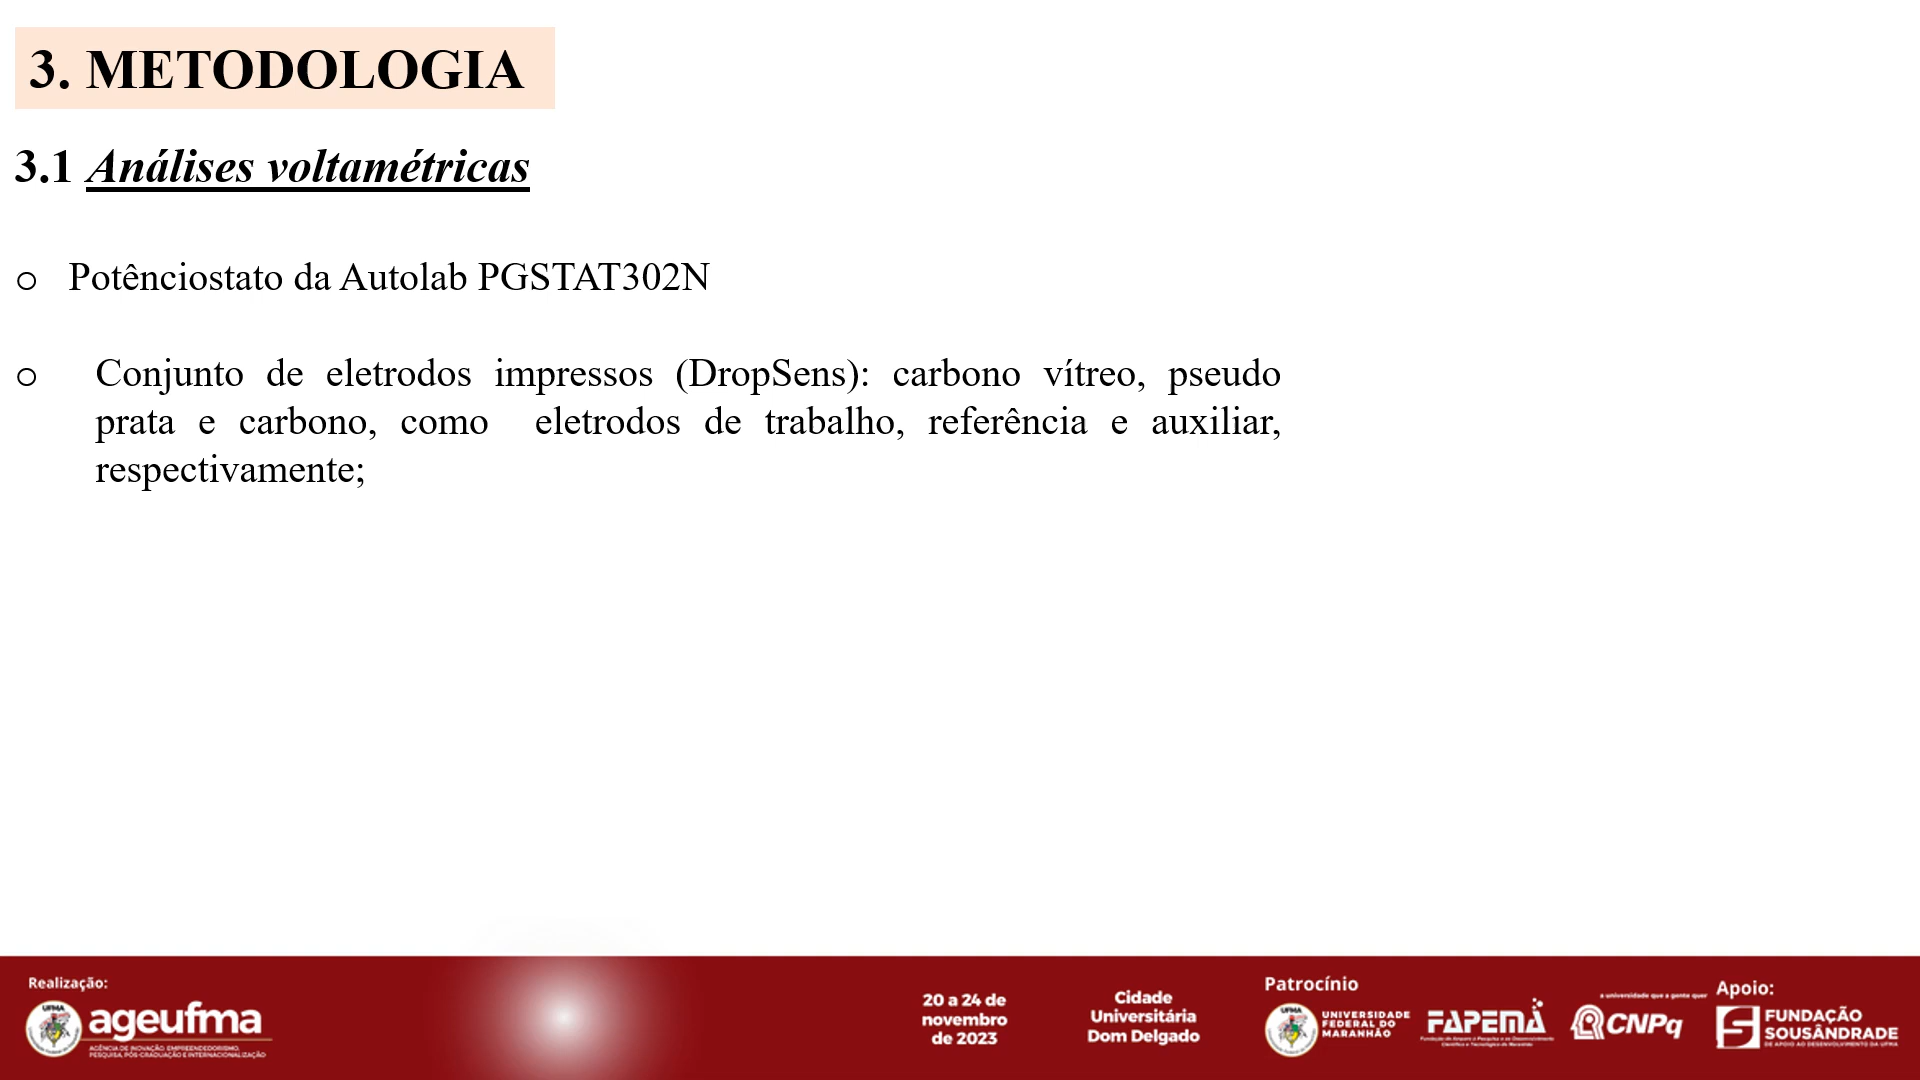 3. METODOLOGIA
3.1 Análises voltamétricas
o Potênciostato da Autolab PGSTAT302N
o Conjunto de eletrodos impressos (DropSens): carbono vítreo, pseudo
prata e carbono, como eletrodos de trabalho, referência e auxiliar,
respectivamente;
Realização:
UFMA
ageufma
AGÊNCIA DE INOVAÇÃO, EMPREENDEDORISMO,
PESQUISA, PÓS-GRADUAÇÃO E INTERNACIONALIZAÇÃO
20 a 24 de
novembro
de 2023
Cidade
Universitária
Dom Delgado
Patrocínio
UFMA
UNIVERSIDADE
FEDERAL DO
MARANHÃO
FAPEMA
Fundação de Amparo à Pesquisa e ao Desenvolvimento
Científico e Tecnológico do Maranhão
a universidade que a gente quer
CNPq
Apoio:
FUNDAÇÃO
SOUSÂNDRADE
DE APOIO AO DESENVOLVIMENTO DA UFMA